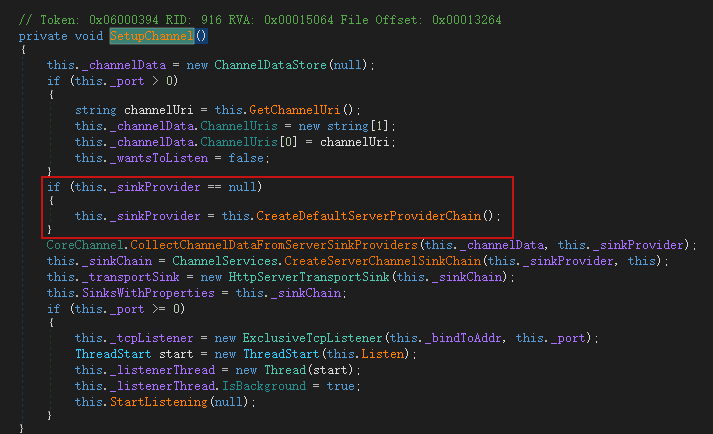 // Token: 0x06000394 RID: 916 RVA: 0x00015064 File Offset: 0x00013264
private void SetupChannel()
{
this._channelData = new ChannelDataStore(null);
if (this._port > 0)
{
string channelUri = this.GetChannelUri();
this._channelData.ChannelUris = new string[1];
this._channelData.ChannelUris[0] = channelUri;
this._wantsToListen = false;
}
if (this._sinkProvider == null)
{
this._sinkProvider = this.CreateDefaultServerProviderChain();
}
CoreChannel.CollectChannelDataFromServerSinkProviders(this._channelData, this._sinkProvider);
this._sinkChain = ChannelServices.CreateServerChannelSinkChain(this._sinkProvider, this);
this._transportSink = new HttpServerTransportSink(this._sinkChain);
this.SinksWithProperties = this._sinkChain;
if (this._port >= 0)
{
this._tcpListener = new ExclusiveTcpListener(this._bindToAddr, this._port);
ThreadStart start = new ThreadStart(this.Listen);
this._listenerThread = new Thread(start);
this._listenerThread.IsBackground = true;
this.StartListening(null);
}
}